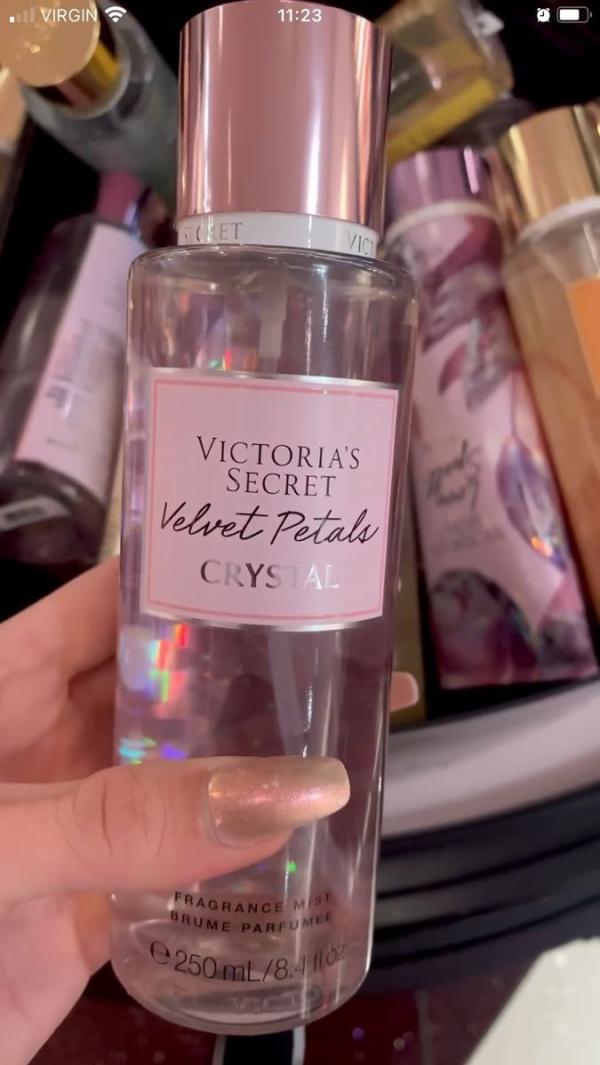 VIRGIN
11:23
SECRET
VICT
VICTORIA'S
SECRET
Velvet Petals
CRYSTAL
FRAGRANCE MIST
BRUME PARFUMÉE
e 250 mL/8.4 fl oz